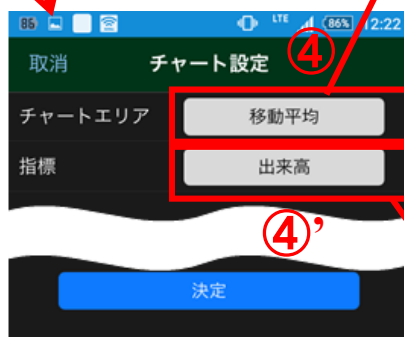 86 LTE 86% 12:22
④
取消 チャート設定
チャートエリア 移動平均
指標 出来高
④’
決定